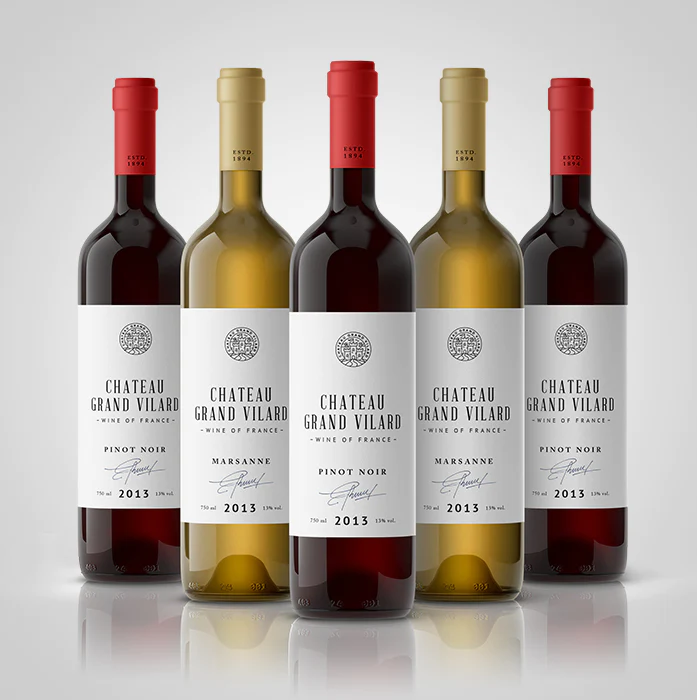 ESTD.
1894
CHATEAU
GRAND VILARD
WINE OF FRANCE
PINOT NOIR
750 ml 2013 13% vol.
ESTD.
1894
CHATEAU
GRAND VILARD
- WINE OF FRANCE -
MARSANNE
750 ml 2013 13% vol.
ESTD.
1894
CHATEAU
GRAND VILARD
- WINE OF FRANCE -
PINOT NOIR
750 ml 2013 13% vol.
ESTD.
1894
CHATEAU
GRAND VILARD
WINE OF FRANCE -
MARSANNE
750 ml 2013 13% vol.
ESTD.
1894
CHATEAU
GRAND VILARD
WINE OF FRANCE -
PINOT NOIR
750 ml 2013 13% vol.